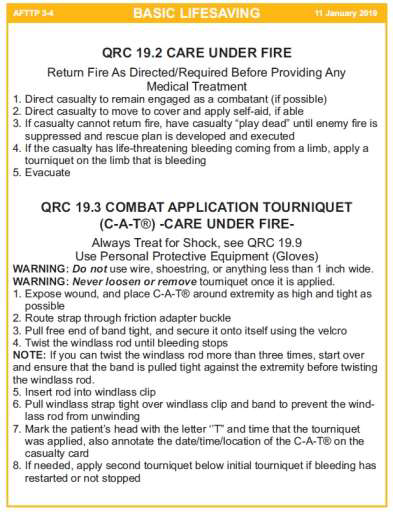 AFTTP 3-4 BASIC LIFESAVING 11 January 2019
QRC 19.2 CARE UNDER FIRE
Return Fire As Directed/Required Before Providing Any
Medical Treatment
1. Direct casualty to remain engaged as a combatant (if possible)
2. Direct casualty to move to cover and apply self-aid, if able
3. If casualty cannot return fire, have casualty “play dead” until enemy fire is
suppressed and rescue plan is developed and executed
4. If the casualty has life-threatening bleeding coming from a limb, apply a
tourniquet on the limb that is bleeding
5. Evacuate
QRC 19.3 COMBAT APPLICATION TOURNIQUET
(C-A-T®) -CARE UNDER FIRE-
Always Treat for Shock, see QRC 19.9
Use Personal Protective Equipment (Gloves)
WARNING: Do not use wire, shoestring, or anything less than 1 inch wide.
WARNING: Never loosen or remove tourniquet once it is applied.
1. Expose wound, and place C-A-T® around extremity as high and tight as
possible
2. Route strap through friction adapter buckle
3. Pull free end of band tight, and secure it onto itself using the velcro
4. Twist the windlass rod until bleeding stops
NOTE: If you can twist the windlass rod more than three times, start over
and ensure that the band is pulled tight against the extremity before twisting
the windlass rod.
5. Insert rod into windlass clip
6. Pull windlass strap tight over windlass clip and band to prevent the wind-
lass rod from unwinding
7. Mark the patient’s head with the letter ‘‘T” and time that the tourniquet
was applied, also annotate the date/time/location of the C-A-T® on the
casualty card
8. If needed, apply second tourniquet below initial tourniquet if bleeding has
restarted or not stopped